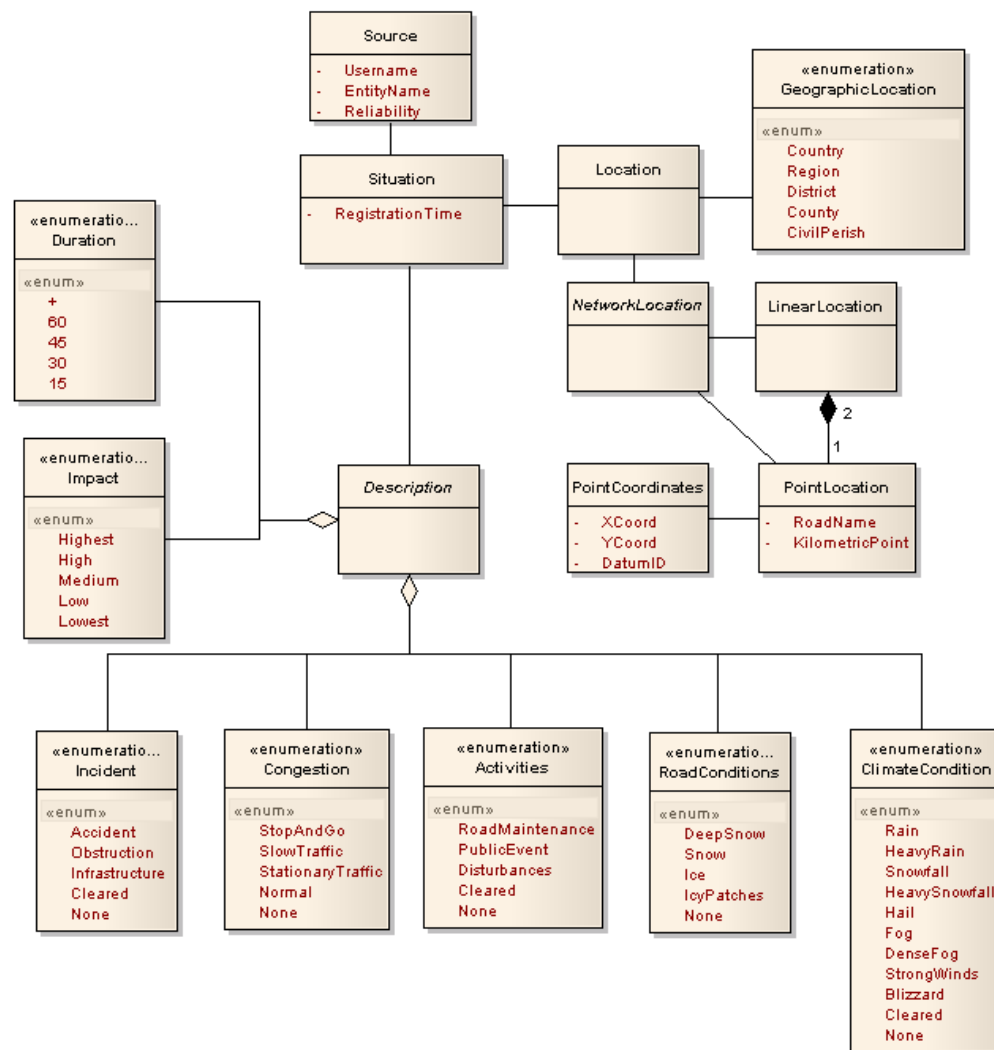 Source
- Username
- EntityName
- Reliability
«enumeration»
GeographicLocation
«enum»
Country
Region
District
County
CivilPerish
Situation
- RegistrationTime
Location
«enumeratio...
Duration
«enum»
+
60
45
30
15
NetworkLocation
LinearLocation
2
1
«enumeratio...
Impact
«enum»
Highest
High
Medium
Low
Lowest
Description
PointCoordinates
- XCoord
- YCoord
- DatumID
PointLocation
- RoadName
- KilometricPoint
«enumeratio...
Incident
«enum»
Accident
Obstruction
Infrastructure
Cleared
None
«enumeration»
Congestion
«enum»
StopAndGo
SlowTraffic
StationaryTraffic
Normal
None
«enumeration»
Activities
«enum»
RoadMaintenance
PublicEvent
Disturbances
Cleared
None
«enumeratio...
RoadConditions
«enum»
DeepSnow
Snow
Ice
IcyPatches
None
«enumeration»
ClimateCondition
«enum»
Rain
HeavyRain
Snowfall
HeavySnowfall
Hail
Fog
DenseFog
StrongWinds
Blizzard
Cleared
None